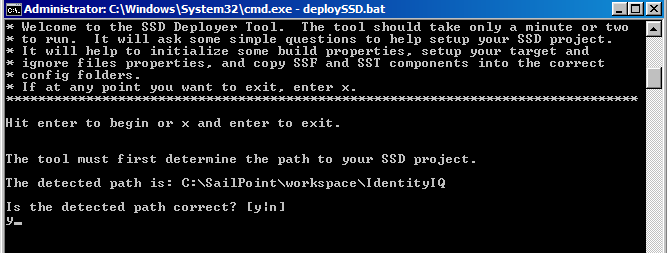 Administrator: C:\Windows\System32\cmd.exe - deploySSD.bat
* Welcome to the SSD Deployer Tool.  The tool should take only a minute or two
* to run.  It will ask some simple questions to help setup your SSD project.
* It will help to initialize some build properties, setup your target and
* ignore files properties, and copy SSF and SST components into the correct
* config folders.
* If at any point you want to exit, enter x.
*******************************************************************************
Hit enter to begin or x and enter to exit.
The tool must first determine the path to your SSD project.
The detected path is: C:\SailPoint\workspace\IdentityIQ
Is the detected path correct? [y|n]
y_